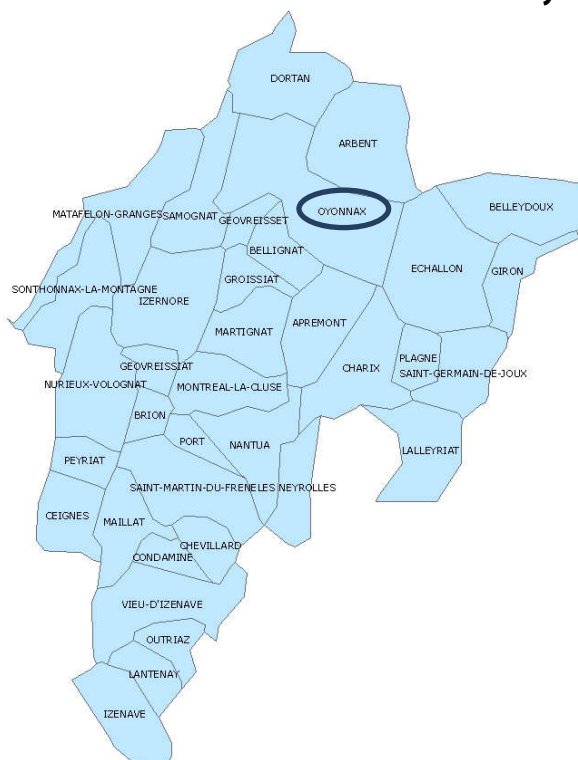 DORTAN
ARBENT
MATAFELON-GRANGES
SAMOGNAT
GEOVREISSET
OYONNAX
BELLEYDOUX
BELLIGNAT
ECHALLON
GIRON
GROISSIAT
SONTHONNAX-LA-MONTAGNE
IZERNORE
MARTIGNAT
APREMONT
GEOVREISSIAT
CHARIX
PLAGNE
SAINT-GERMAIN-DE-JOUX
NURIEUX-VOLOGNAT
MONTREAL-LA-CLUSE
BRION
PORT
NANTUA
LALLEYRIAT
PEYRIAT
SAINT-MARTIN-DU-FRENE
LES NEYROLLES
CEIGNES
MAILLAT
CHEVILLARD
CONDAMINE
VIEU-D'IZENAVE
OUTRIAZ
LANTENAY
IZENAVE